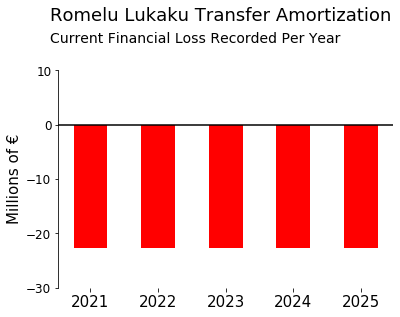 Romelu Lukaku Transfer Amortization
Current Financial Loss Recorded Per Year
Millions of €
10
0
−10
−20
−30
2021 2022 2023 2024 2025